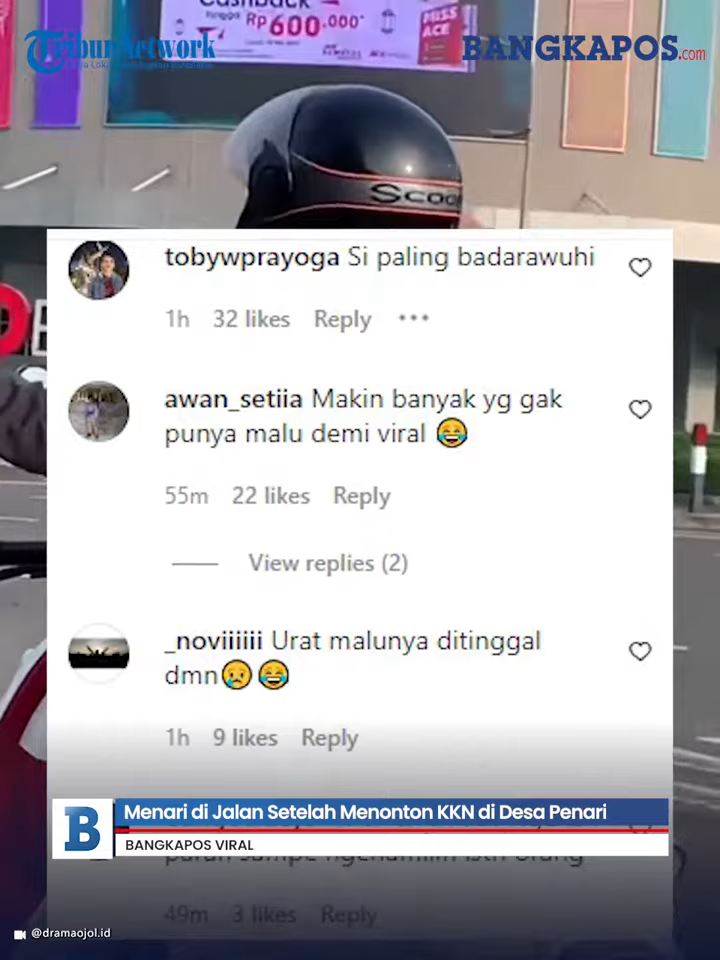 Cashback
hingga Rp600.000*
MISS
ACE
Tribun Network
BANGKAPOS.com
Scoo
tobywprayoga Si paling badarawuhi
1h 32 likes Reply •••
awan_setiia Makin banyak yg gak
punya malu demi viral 😂
55m 22 likes Reply
View replies (2)
_noviiiiii Urat malunya ditinggal
dmn😢😂
1h 9 likes Reply
B
Menari di Jalan Setelah Menonton KKN di Desa Penari
BANGKAPOS VIRAL
49m 3 likes Reply
@dramaojol.id